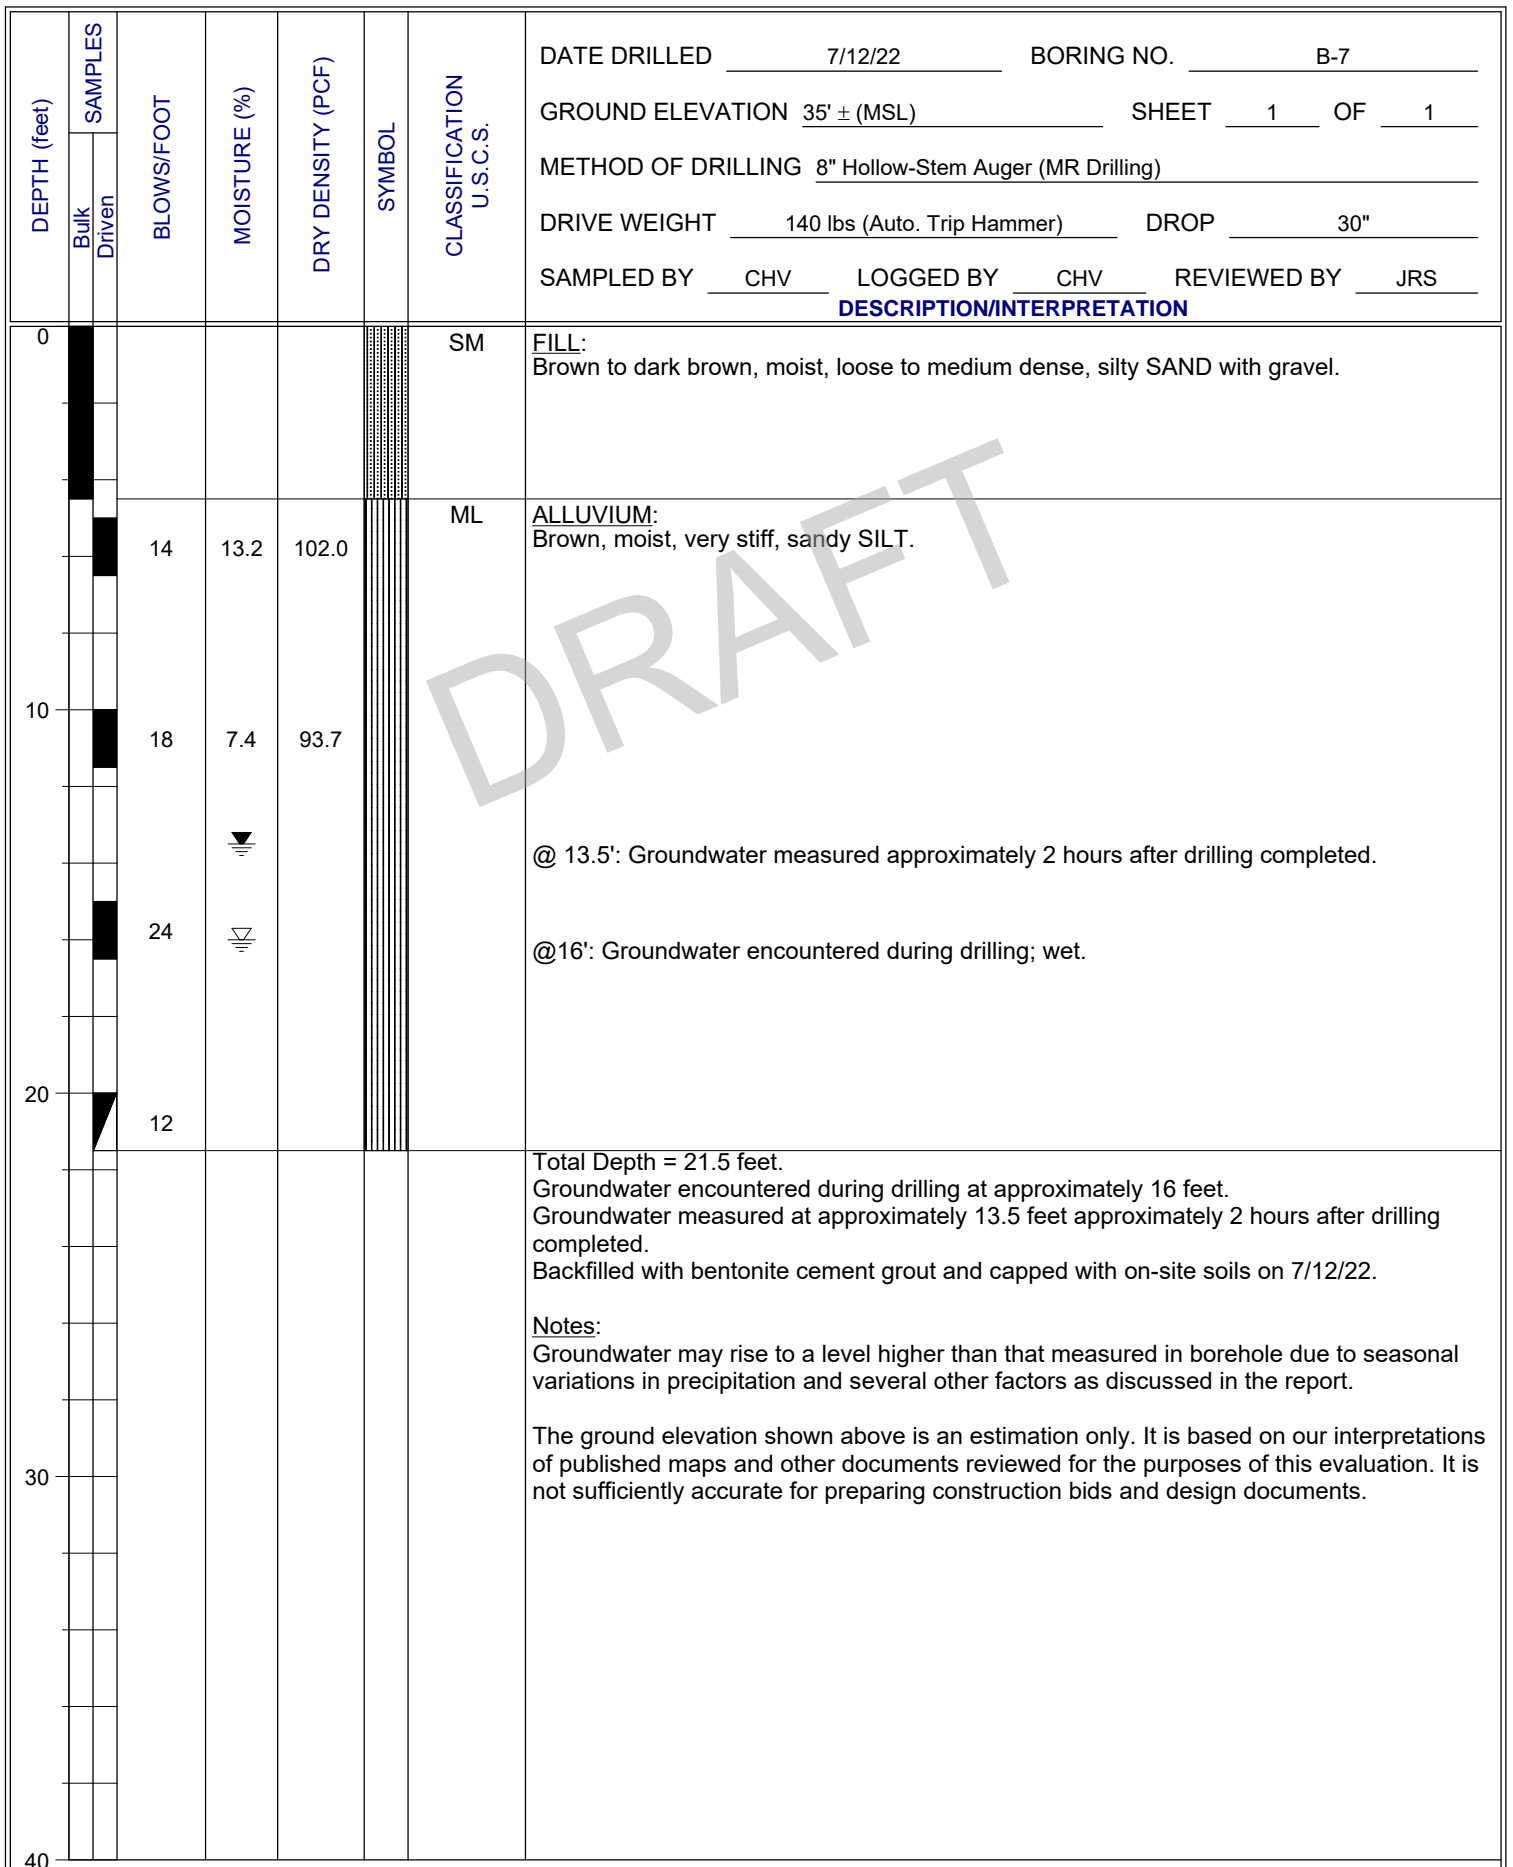 DEPTH (feet)
SAMPLES
Bulk
Driven
BLOWS/FOOT
MOISTURE (%)
DRY DENSITY (PCF)
SYMBOL
CLASSIFICATION
U.S.C.S.
DATE DRILLED 7/12/22 BORING NO. B-7
GROUND ELEVATION 35' ± (MSL) SHEET 1 OF 1
METHOD OF DRILLING 8" Hollow-Stem Auger (MR Drilling)
DRIVE WEIGHT 140 lbs (Auto. Trip Hammer) DROP 30"
SAMPLED BY CHV LOGGED BY CHV REVIEWED BY JRS
DESCRIPTION/INTERPRETATION
0 SM FILL:
Brown to dark brown, moist, loose to medium dense, silty SAND with gravel.
ML ALLUVIUM:
14 13.2 102.0 Brown, moist, very stiff, sandy SILT.
DRAFT
10
18 7.4 93.7
@ 13.5': Groundwater measured approximately 2 hours after drilling completed.
24
@16': Groundwater encountered during drilling; wet.
20
12
Total Depth = 21.5 feet.
Groundwater encountered during drilling at approximately 16 feet.
Groundwater measured at approximately 13.5 feet approximately 2 hours after drilling
completed.
Backfilled with bentonite cement grout and capped with on-site soils on 7/12/22.
Notes:
Groundwater may rise to a level higher than that measured in borehole due to seasonal
variations in precipitation and several other factors as discussed in the report.
The ground elevation shown above is an estimation only. It is based on our interpretations
of published maps and other documents reviewed for the purposes of this evaluation. It is
30
not sufficiently accurate for preparing construction bids and design documents.
40